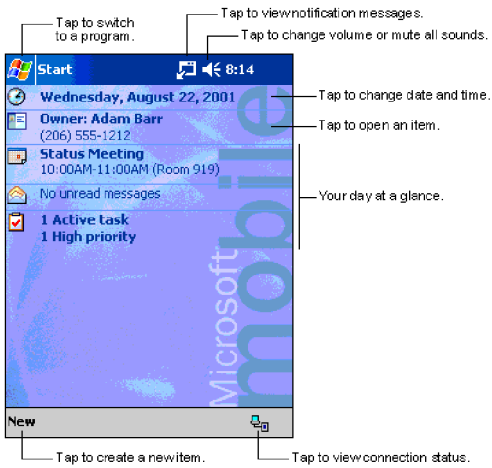 Tap to view notification messages.
Tap to switch
to a program.
Tap to change volume or mute all sounds.
Start
8:14
Wednesday, August 22, 2001
Tap to change date and time.
Owner: Adam Barr
(206) 555-1212
Tap to open an item.
Status Meeting
10:00AM-11:00AM (Room 919)
Your day at a glance.
No unread messages
1 Active task
1 High priority
Microsoft
mobile
New
Tap to create a new item.
Tap to view connection status.